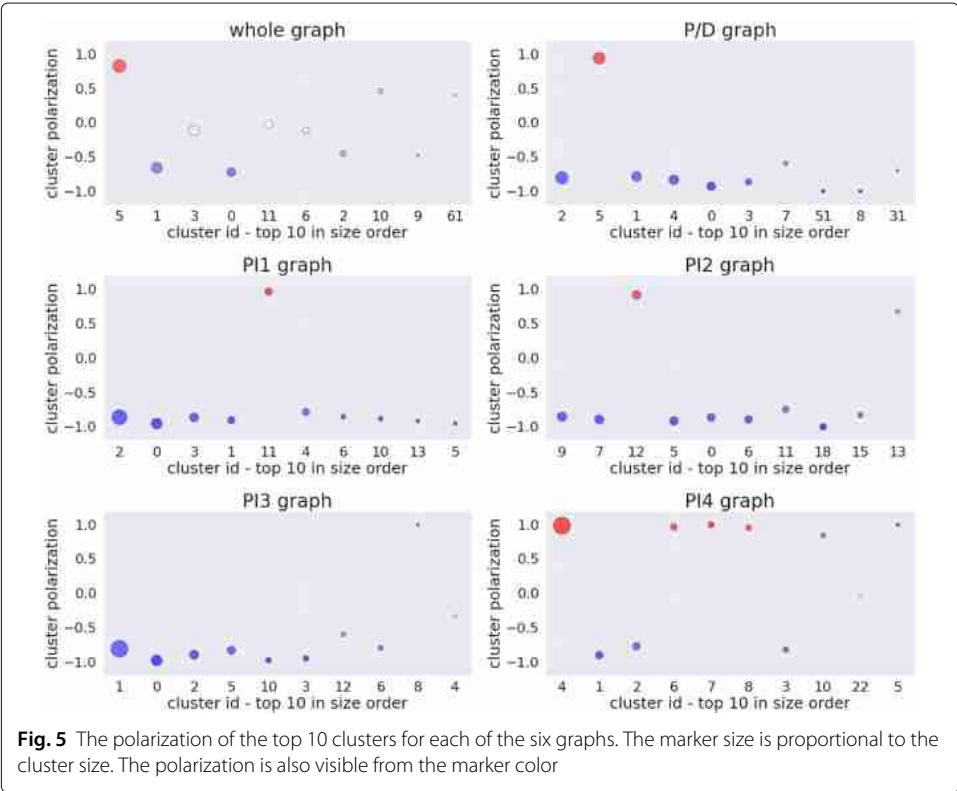 whole graph
cluster polarization
1.0
0.5
0.0
−0.5
−1.0
5 1 3 0 11 6 2 10 9 61
cluster id - top 10 in size order
P/D graph
cluster polarization
1.0
0.5
0.0
−0.5
−1.0
2 5 1 4 0 3 7 51 8 31
cluster id - top 10 in size order
PI1 graph
cluster polarization
1.0
0.5
0.0
−0.5
−1.0
2 0 3 1 11 4 6 10 13 5
cluster id - top 10 in size order
PI2 graph
cluster polarization
1.0
0.5
0.0
−0.5
−1.0
9 7 12 5 0 6 11 18 15 13
cluster id - top 10 in size order
PI3 graph
cluster polarization
1.0
0.5
0.0
−0.5
−1.0
1 0 2 5 10 3 12 6 8 4
cluster id - top 10 in size order
PI4 graph
cluster polarization
1.0
0.5
0.0
−0.5
−1.0
4 1 2 6 7 8 3 10 22 5
cluster id - top 10 in size order
Fig. 5 The polarization of the top 10 clusters for each of the six graphs. The marker size is proportional to the
cluster size. The polarization is also visible from the marker color